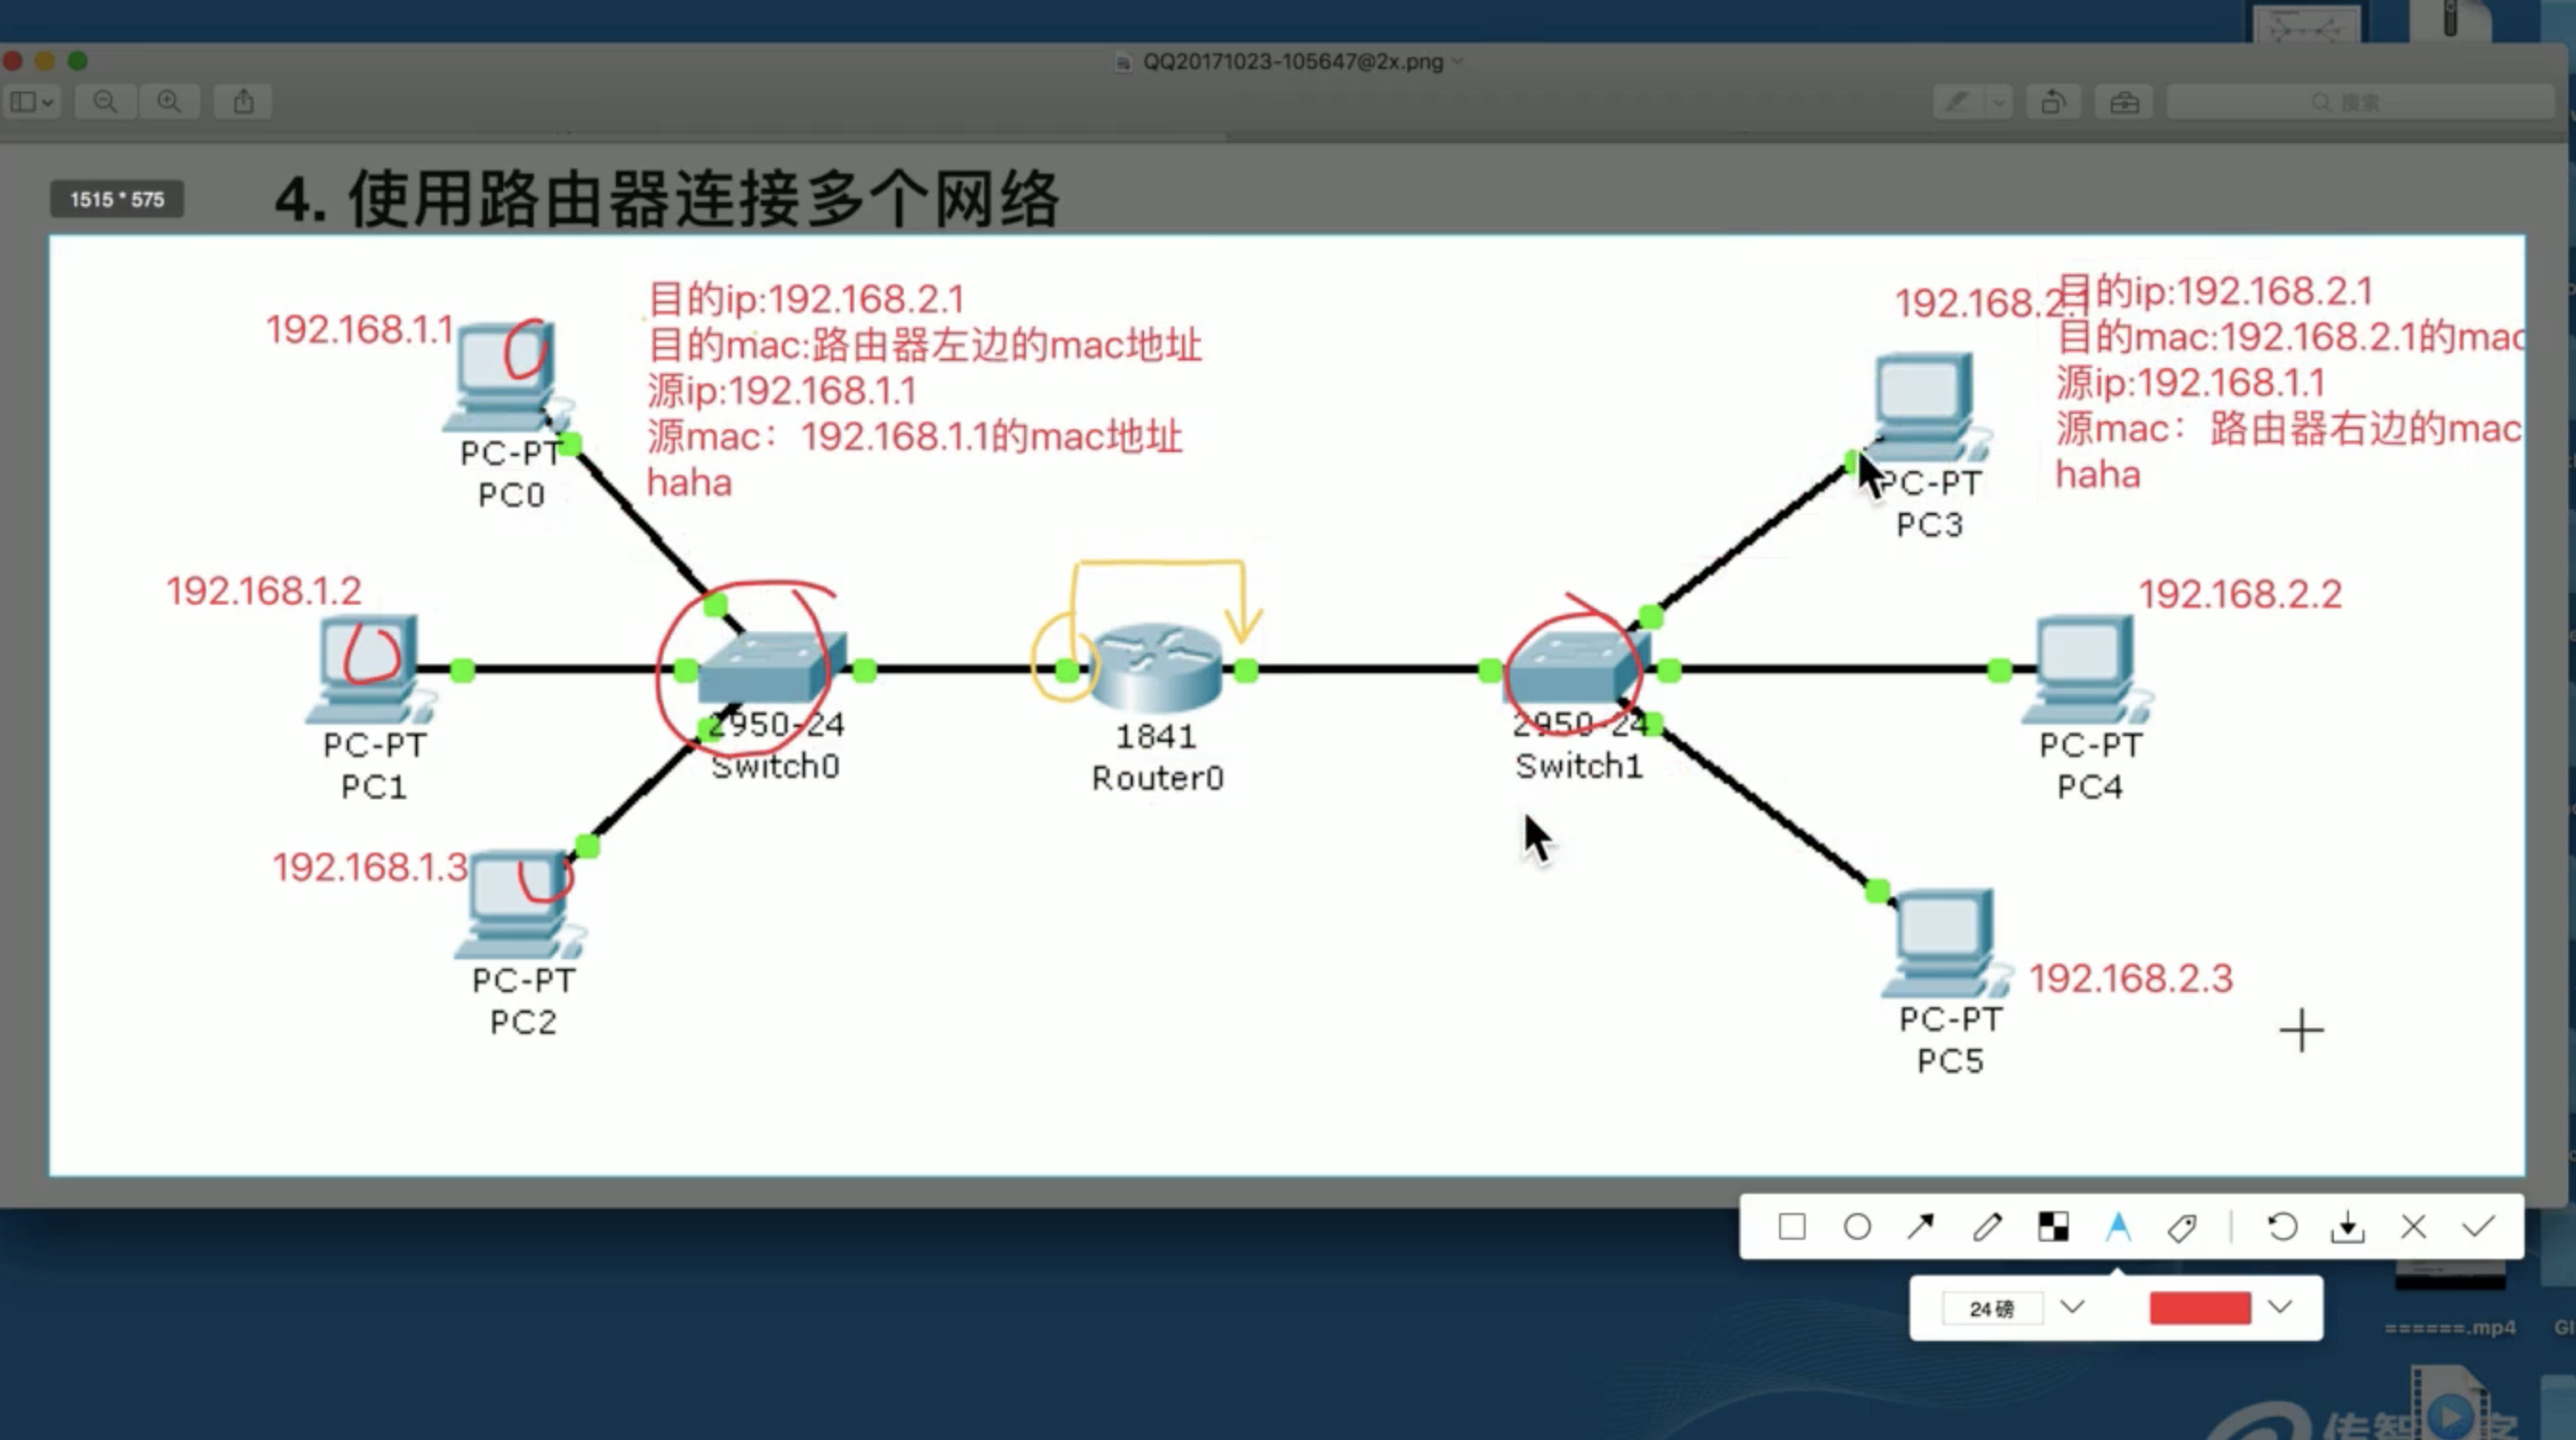 QQ20171023-105647@2x.png
搜索
1515 * 575
4. 使用路由器连接多个网络
192.168.1.1
目的ip:192.168.2.1
目的mac:路由器左边的mac地址
源ip:192.168.1.1
源mac：192.168.1.1的mac地址
haha
192.168.2.1
目的ip:192.168.2.1
目的mac:192.168.2.1的mac
源ip:192.168.1.1
源mac：路由器右边的mac
haha
PC-PT
PC0
PC-PT
PC3
192.168.1.2
192.168.2.2
PC-PT
PC1
2950-24
Switch0
1841
Router0
2950-24
Switch1
PC-PT
PC4
192.168.1.3
PC-PT
PC2
192.168.2.3
PC-PT
PC5
24磅
======.mp4
GI
传智
客